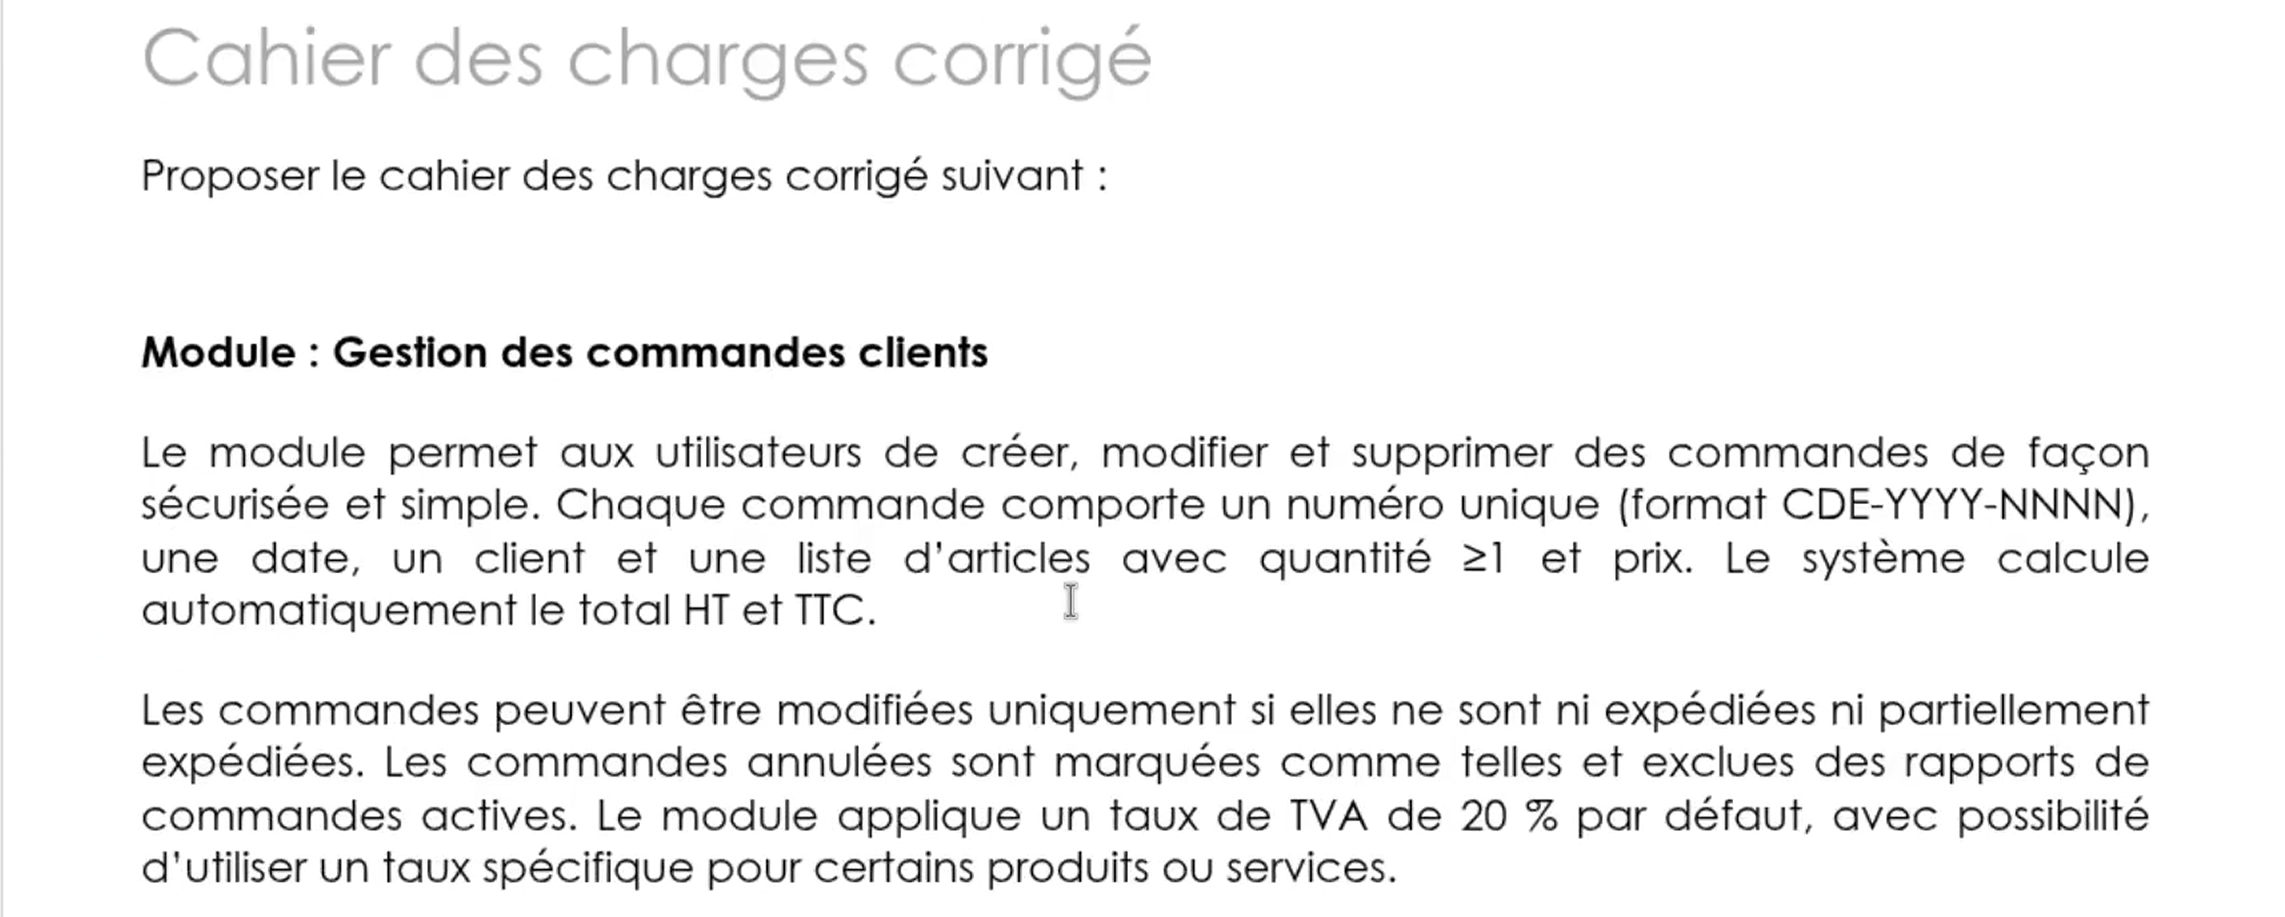 Cahier des charges corrigé
Proposer le cahier des charges corrigé suivant :
Module : Gestion des commandes clients
Le module permet aux utilisateurs de créer, modifier et supprimer des commandes de façon
sécurisée et simple. Chaque commande comporte un numéro unique (format CDE-YYYY-NNNN),
une date, un client et une liste d’articles avec quantité ≥1 et prix. Le système calcule
automatiquement le total HT et TTC.
Les commandes peuvent être modifiées uniquement si elles ne sont ni expédiées ni partiellement
expédiées. Les commandes annulées sont marquées comme telles et exclues des rapports de
commandes actives. Le module applique un taux de TVA de 20 % par défaut, avec possibilité
d’utiliser un taux spécifique pour certains produits ou services.